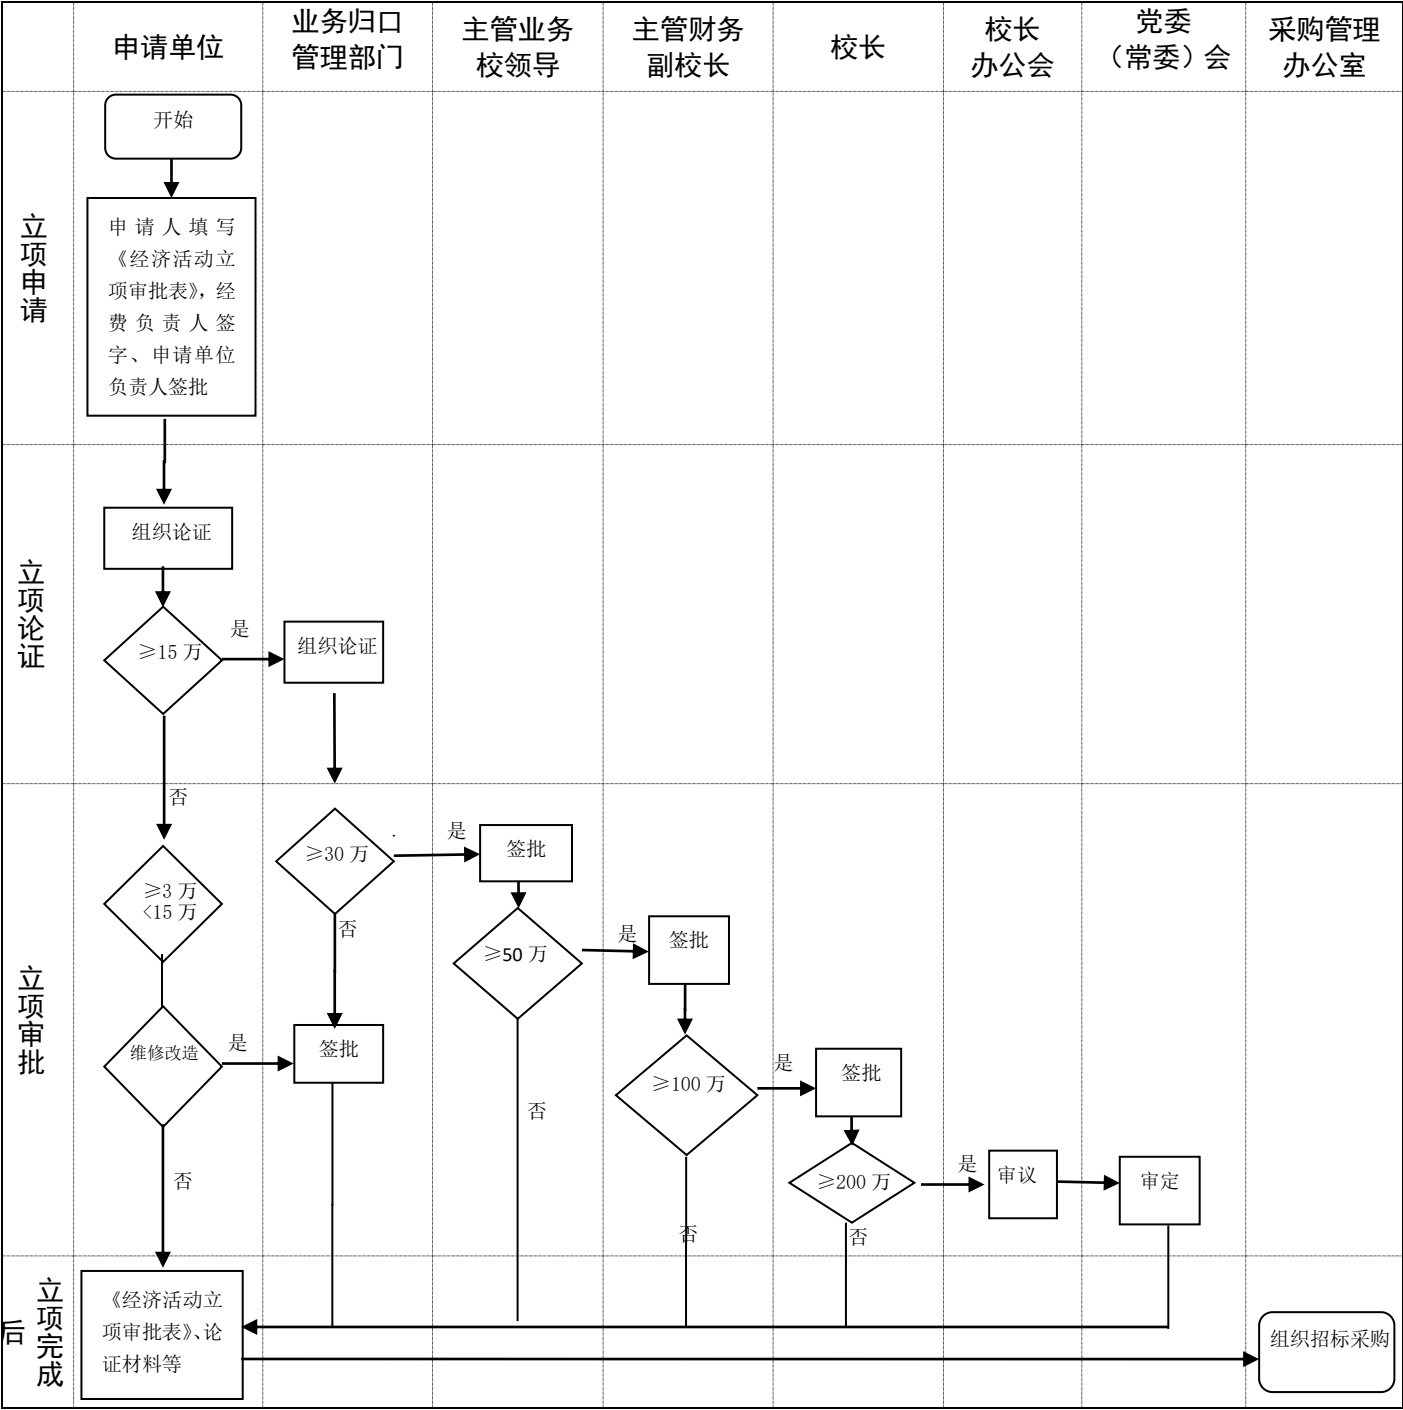 申请单位
业务归口
管理部门
主管业务
校领导
主管财务
副校长
校长
校长
办公会
党委
（常委）会
采购管理
办公室
立项申请
开始
申请人填写
《经济活动立
项审批表》，经
费负责人签
字、申请单位
负责人签批
立项论证
组织论证
≥15 万
是
组织论证
否
立项审批
≥3 万
<15 万
≥30 万
是
签批
否
≥50 万
是
签批
维修改造
是
签批
否
≥100 万
是
签批
否
≥200 万
是
审议
审定
否
否
立项完成
后
《经济活动立
项审批表》、论
证材料等
组织招标采购